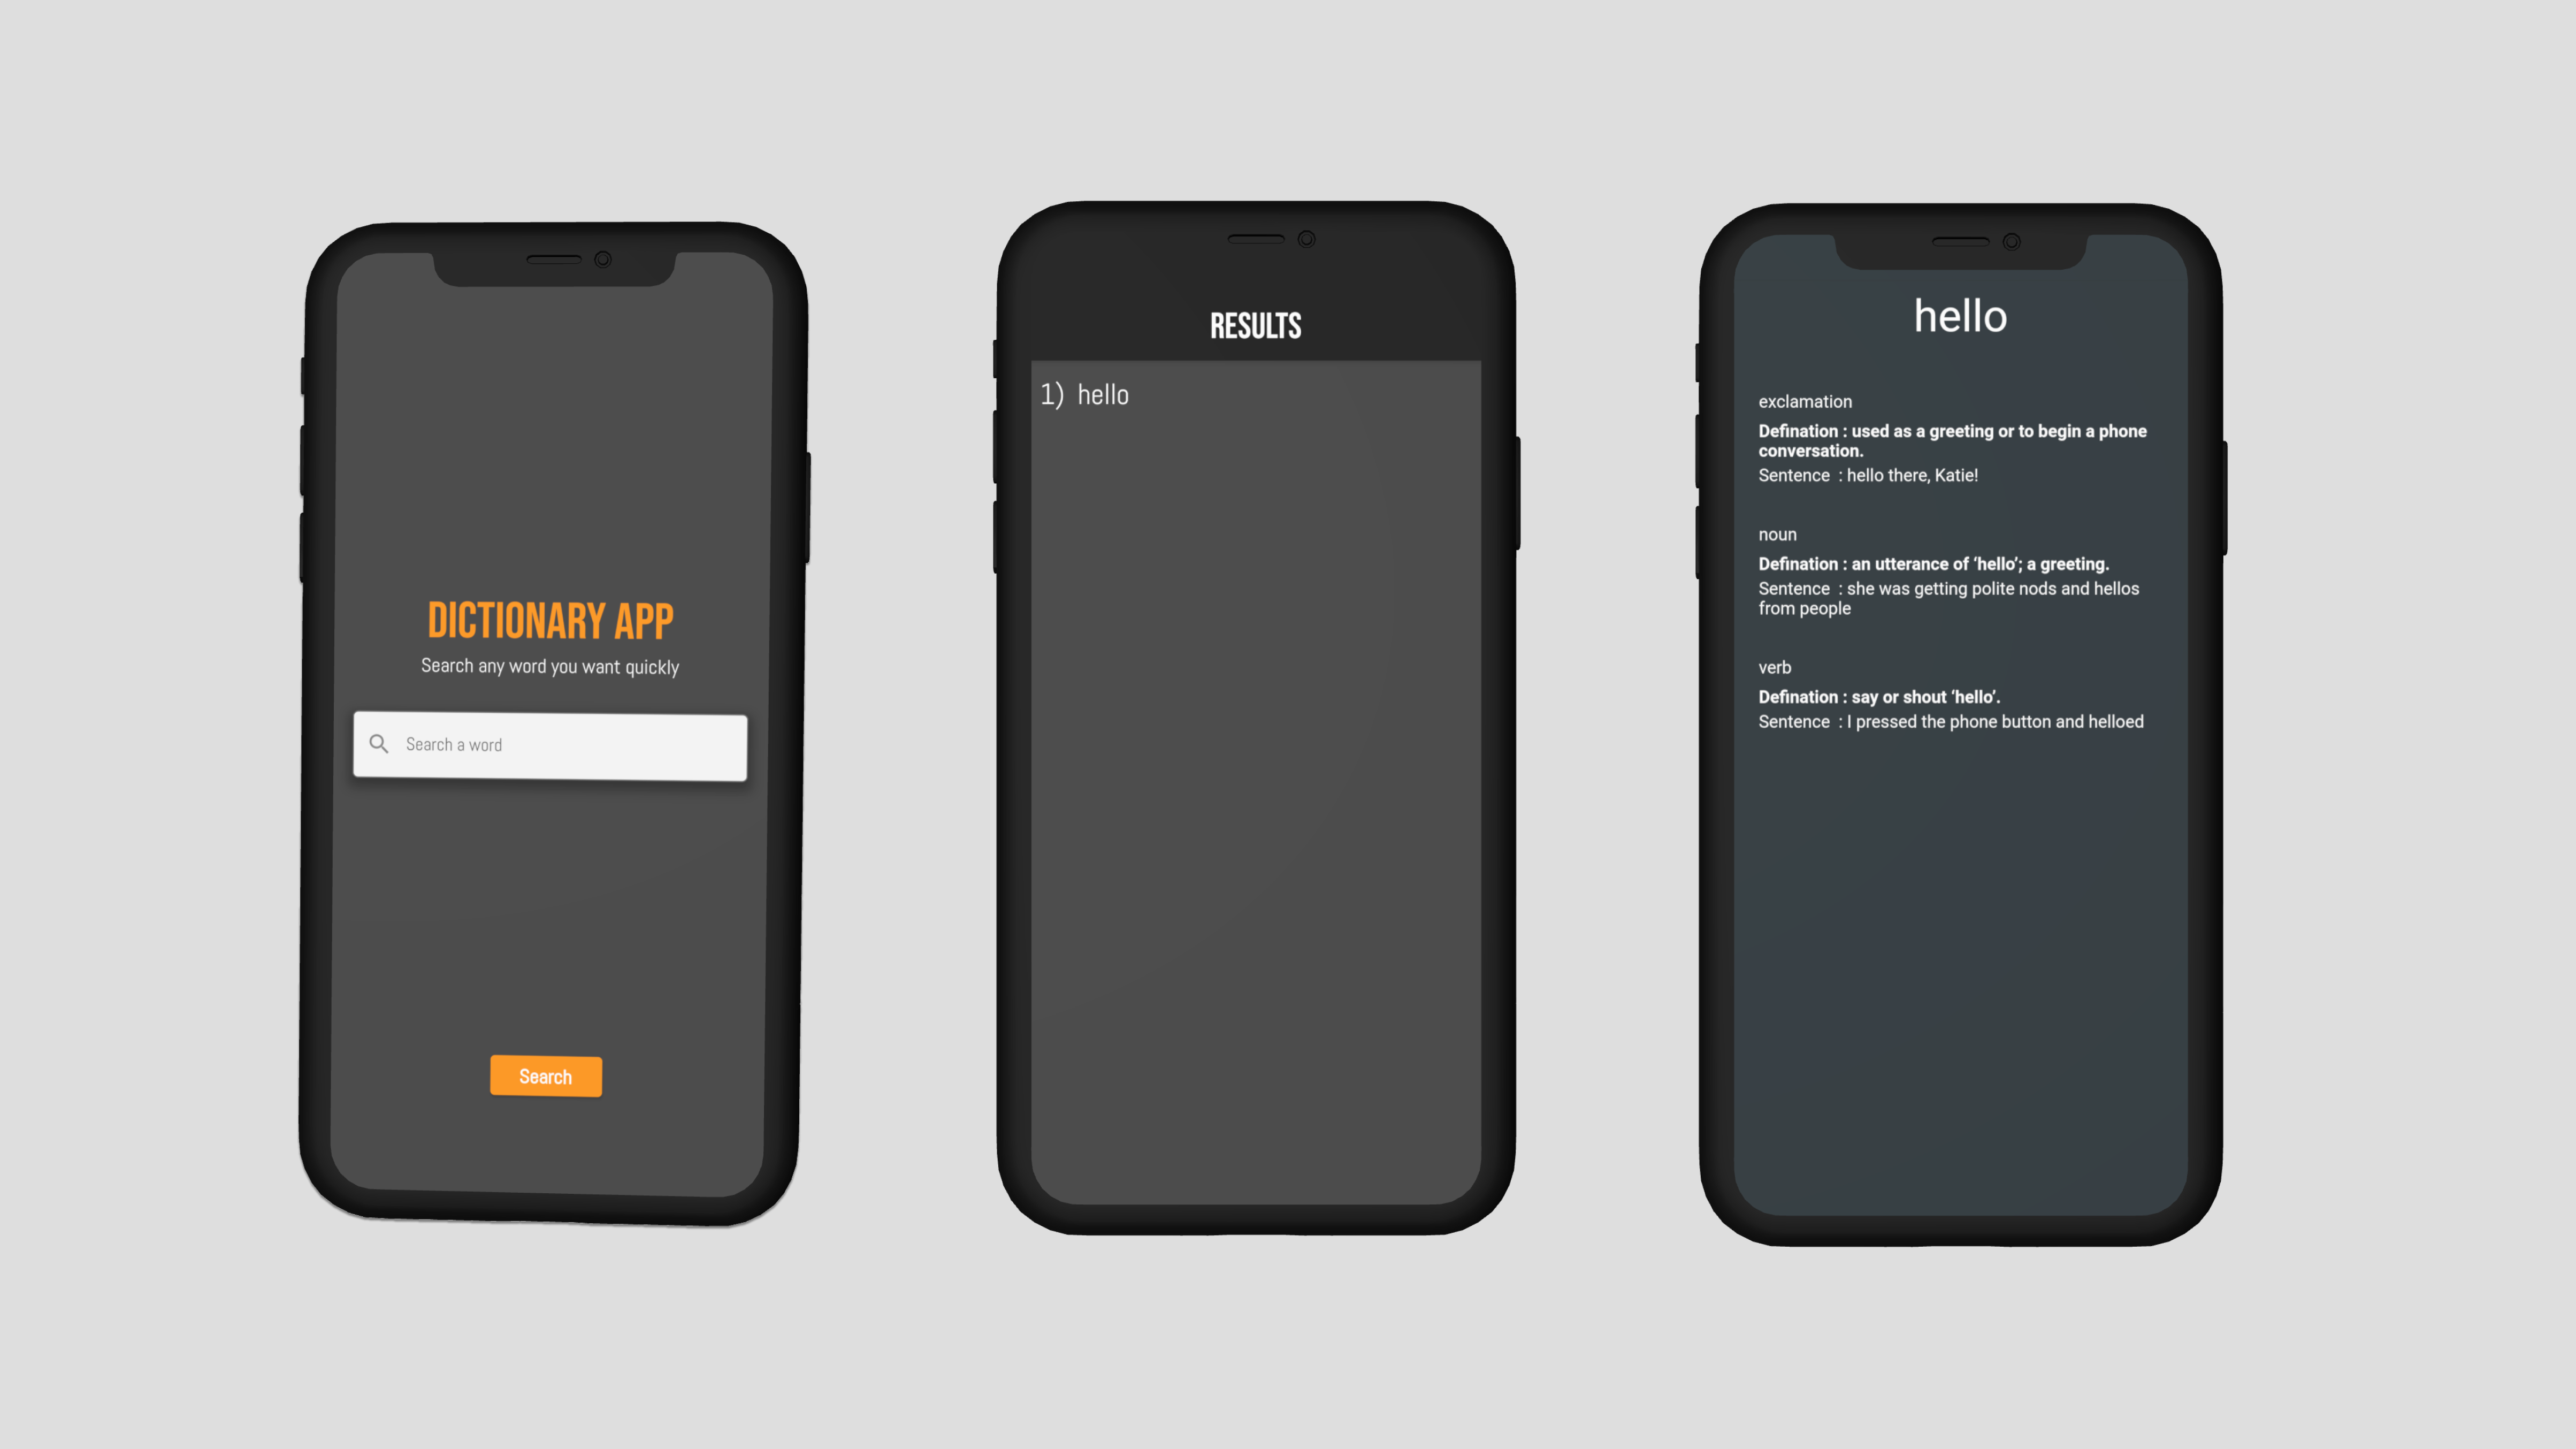 DICTIONARY APP
Search any word you want quickly
Search a word
Search
RESULTS
1) hello
hello
exclamation
Defination : used as a greeting or to begin a phone
conversation.
Sentence  : hello there, Katie!
noun
Defination : an utterance of ‘hello’; a greeting.
Sentence  : she was getting polite nods and hellos
from people
verb
Defination : say or shout ‘hello’.
Sentence  : I pressed the phone button and helloed